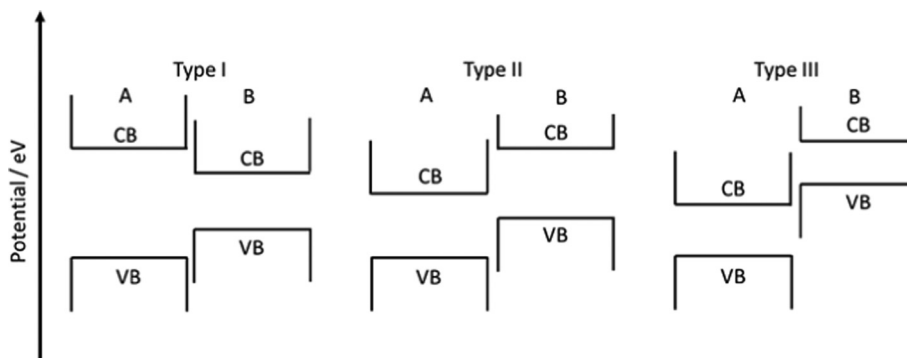 Potential / eV
Type I
A
B
CB
CB
VB
VB
Type II
A
B
CB
CB
VB
VB
Type III
A
B
CB
CB
VB
VB